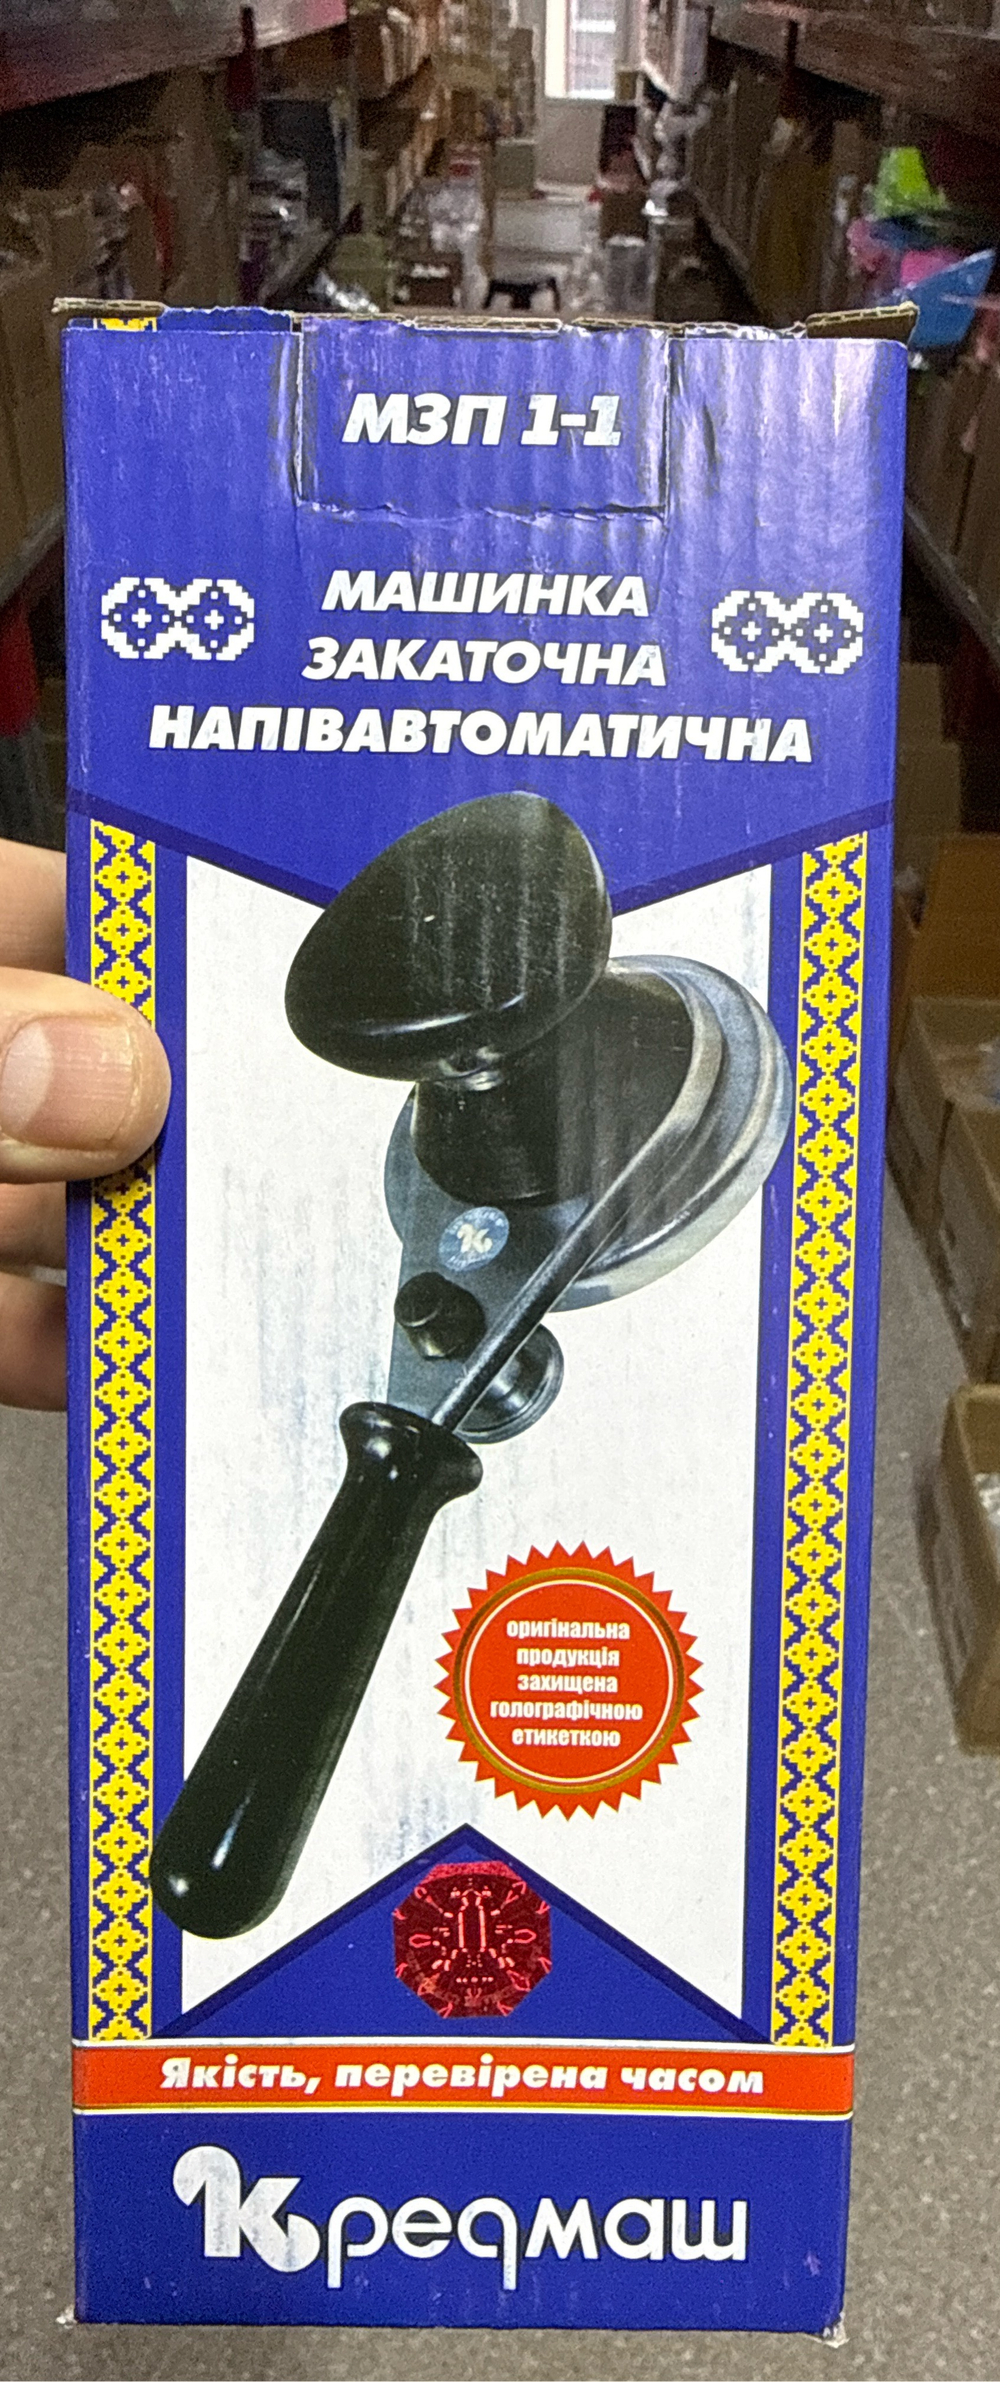 МЗП 1-1
МАШИНКА
ЗАКАТОЧНА
НАПІВАВТОМАТИЧНА
оригінальна
продукція
захищена
голографічною
етикеткою
Якість, перевірена часом
Кредмаш